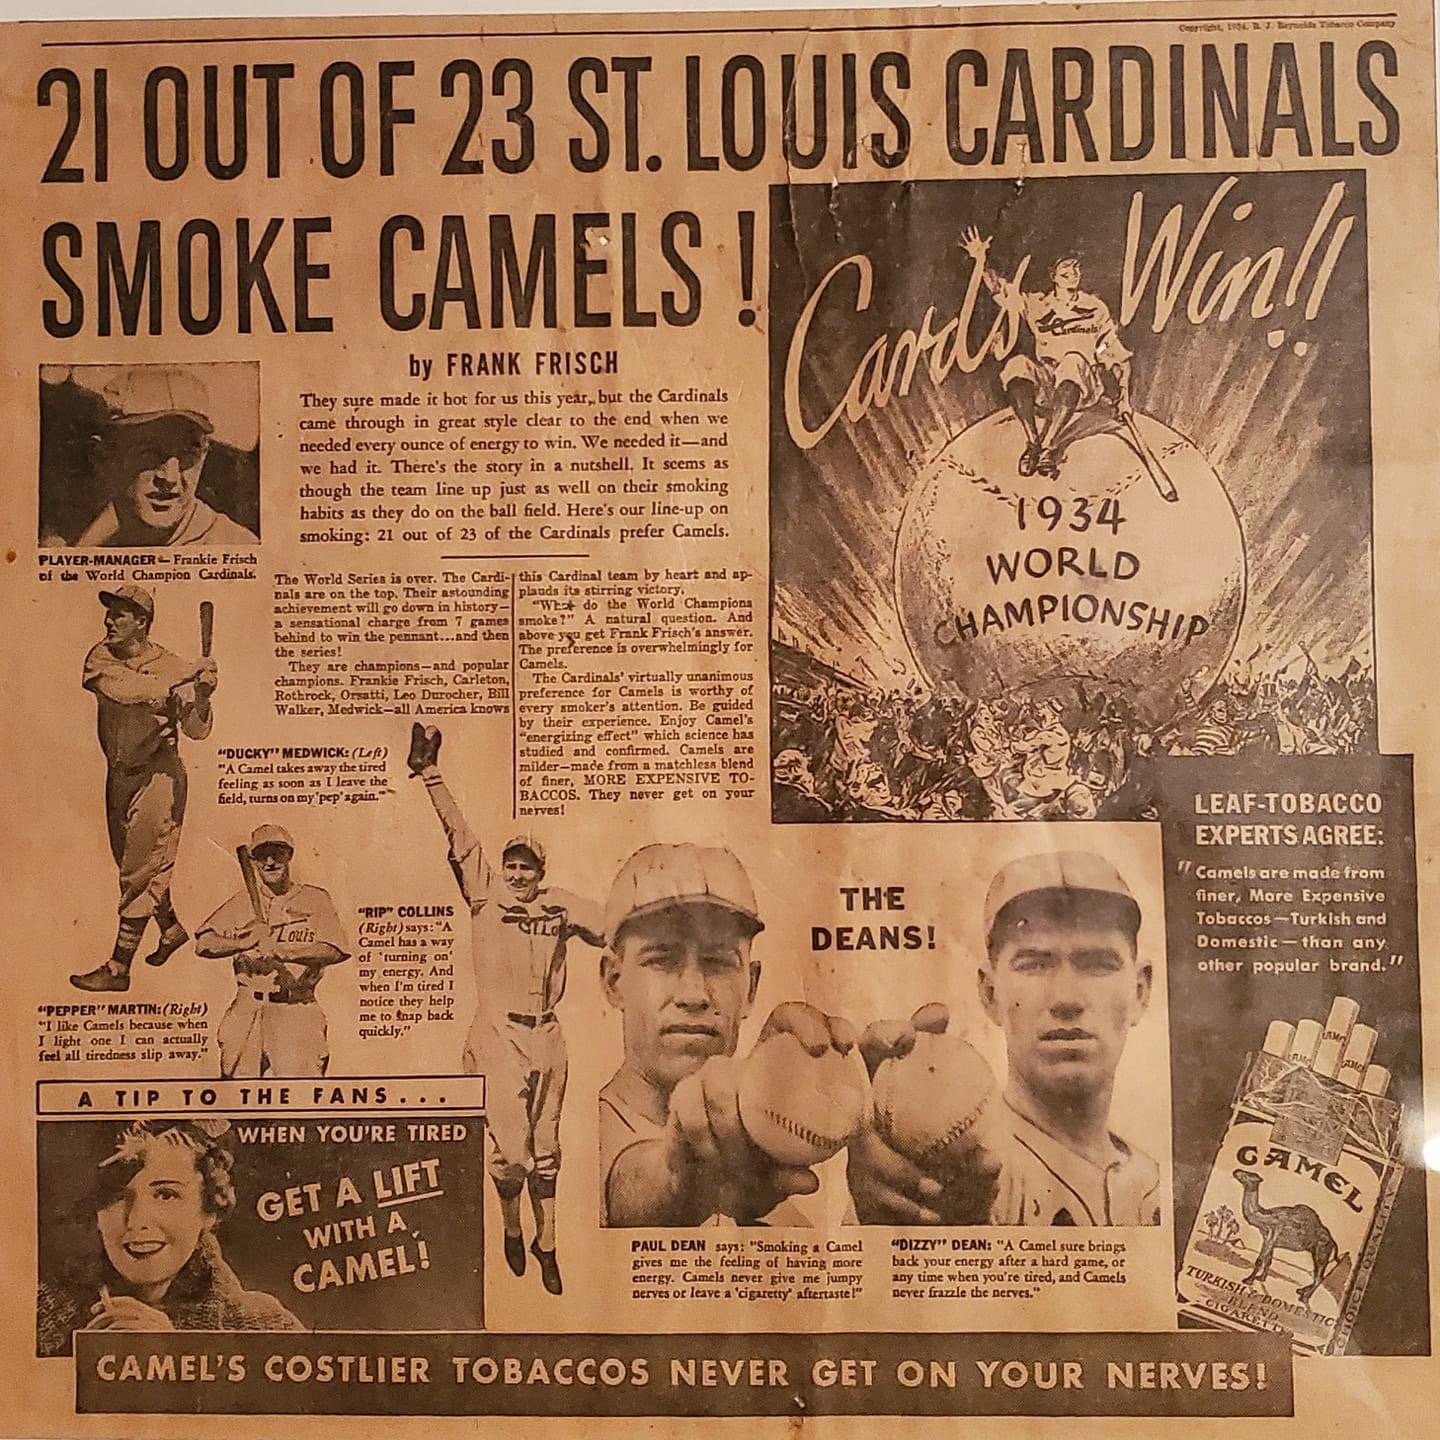 Copyright, 1934, R. J. Reynolds Tobacco Company
21 OUT OF 23 ST. LOUIS CARDINALS
SMOKE CAMELS!
by FRANK FRISCH
They sure made it hot for us this year, but the Cardinals
came through in great style clear to the end when we
needed every ounce of energy to win. We needed it—and
we had it. There's the story in a nutshell. It seems as
though the team line up just as well on their smoking
habits as they do on the ball field. Here's our line-up on
smoking: 21 out of 23 of the Cardinals prefer Camels.
PLAYER-MANAGER—Frankie Frisch
of the World Champion Cardinals.
The World Series is over. The Cardi-
nals are on the top. Their astounding
achievement will go down in history—
a sensational charge from 7 games
behind to win the pennant...and then
the series!
They are champions—and popular
champions. Frankie Frisch, Carleton,
Rothrock, Orsatti, Leo Durocher, Bill
Walker, Medwick—all America knows
this Cardinal team by heart and ap-
plauds its stirring victory.
"What do the World Champions
smoke?" A natural question. And
above you get Frank Frisch's answer.
The preference is overwhelmingly for
Camels.
The Cardinals' virtually unanimous
preference for Camels is worthy of
every smoker's attention. Be guided
by their experience. Enjoy Camel's
"energizing effect" which science has
studied and confirmed. Camels are
milder—made from a matchless blend
of finer, MORE EXPENSIVE TO-
BACCOS. They never get on your
nerves!
Cards Win!!
Cardinals
1934
WORLD
CHAMPIONSHIP
"DUCKY" MEDWICK: (Left)
"A Camel takes away the tired
feeling as soon as I leave the
field, turns on my 'pep' again."
Louis
"RIP" COLLINS
(Right) says: "A
Camel has a way
of 'turning on'
my energy. And
when I'm tired I
notice they help
me to snap back
quickly."
ST. Lo
"PEPPER" MARTIN: (Right)
"I like Camels because when
I light one I can actually
feel all tiredness slip away."
THE
DEANS!
PAUL DEAN says: "Smoking a Camel
gives me the feeling of having more
energy. Camels never give me jumpy
nerves or leave a 'cigaretty' aftertaste!"
"DIZZY" DEAN: "A Camel sure brings
back your energy after a hard game, or
any time when you're tired, and Camels
never frazzle the nerves."
LEAF-TOBACCO
EXPERTS AGREE:
"Camels are made from
finer, More Expensive
Tobaccos—Turkish and
Domestic—than any
other popular brand."
CAMEL
TURKISH & DOMESTIC
BLEND
CIGARETTES
CHOICE QUALITY
A TIP TO THE FANS...
WHEN YOU'RE TIRED
GET A LIFT
WITH A
CAMEL!
CAMEL'S COSTLIER TOBACCOS NEVER GET ON YOUR NERVES!